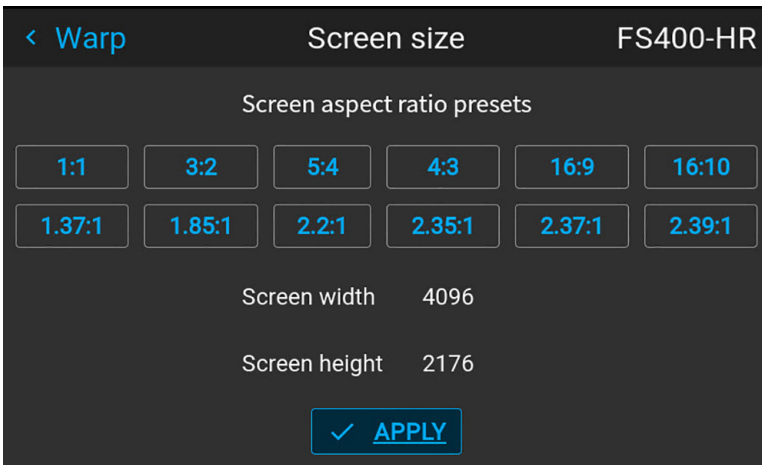 Warp Screen size FS400-HR
Screen aspect ratio presets
1:1 3:2 5:4 4:3 16:9 16:10
1.37:1 1.85:1 2.2:1 2.35:1 2.37:1 2.39:1
Screen width 4096
Screen height 2176
APPLY